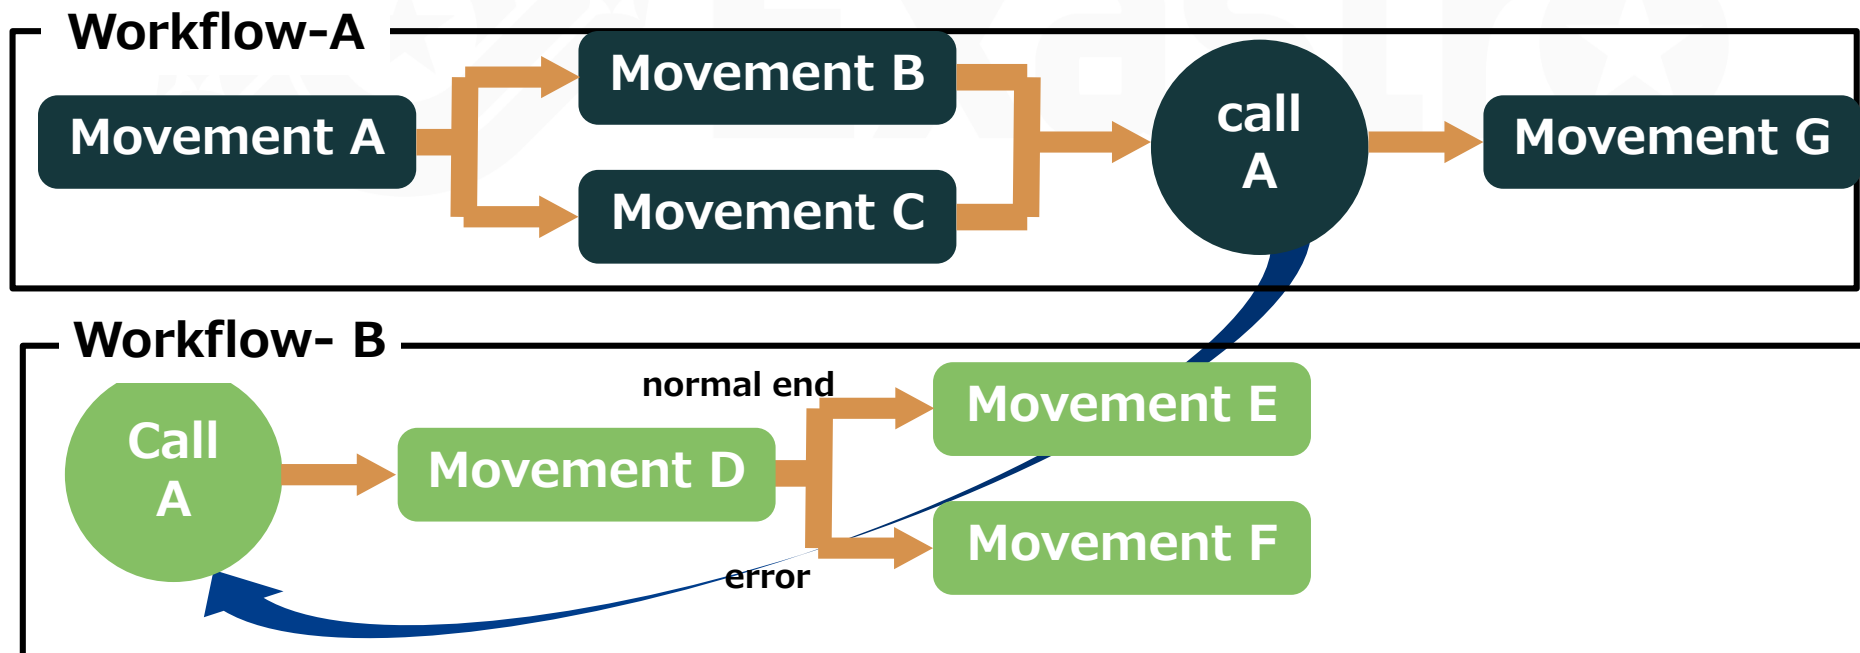 Workflow-A
Movement A
Movement B
Movement C
call
A
Movement G
Workflow- B
Call
A
Movement D
normal end
error
Movement E
Movement F